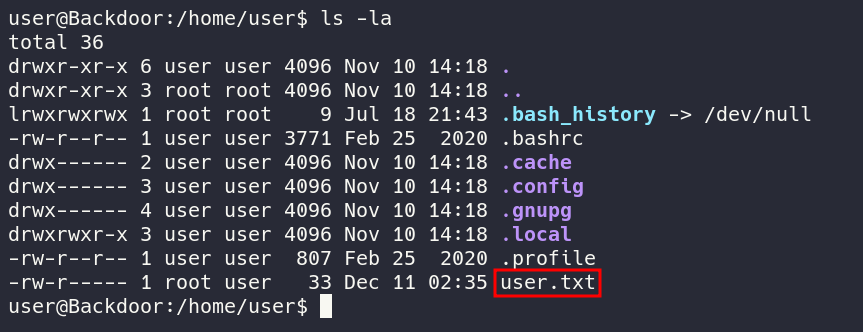 user@Backdoor:/home/user$ ls -la
total 36
drwxr-xr-x 6 user user 4096 Nov 10 14:18 .
drwxr-xr-x 3 root root 4096 Nov 10 14:18 ..
lrwxrwxrwx 1 root root    9 Jul 18 21:43 .bash_history -> /dev/null
-rw-r--r-- 1 user user 3771 Feb 25  2020 .bashrc
drwx------ 2 user user 4096 Nov 10 14:18 .cache
drwx------ 3 user user 4096 Nov 10 14:18 .config
drwx------ 4 user user 4096 Nov 10 14:18 .gnupg
drwxrwxr-x 3 user user 4096 Nov 10 14:18 .local
-rw-r--r-- 1 user user  807 Feb 25  2020 .profile
-rw-r----- 1 root user   33 Dec 11 02:35 user.txt
user@Backdoor:/home/user$